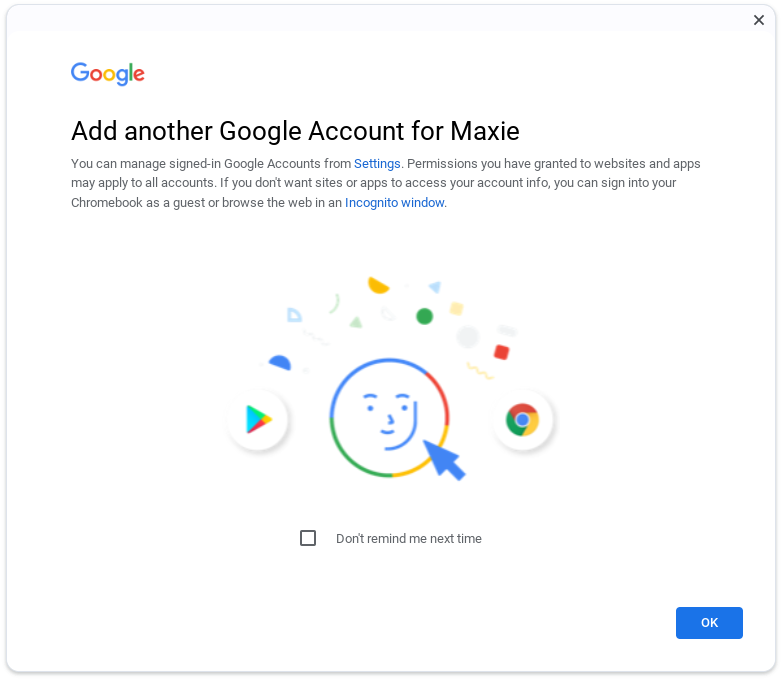 Google
Add another Google Account for Maxie
You can manage signed-in Google Accounts from Settings. Permissions you have granted to websites and apps
may apply to all accounts. If you don't want sites or apps to access your account info, you can sign into your
Chromebook as a guest or browse the web in an Incognito window.
Don't remind me next time
OK